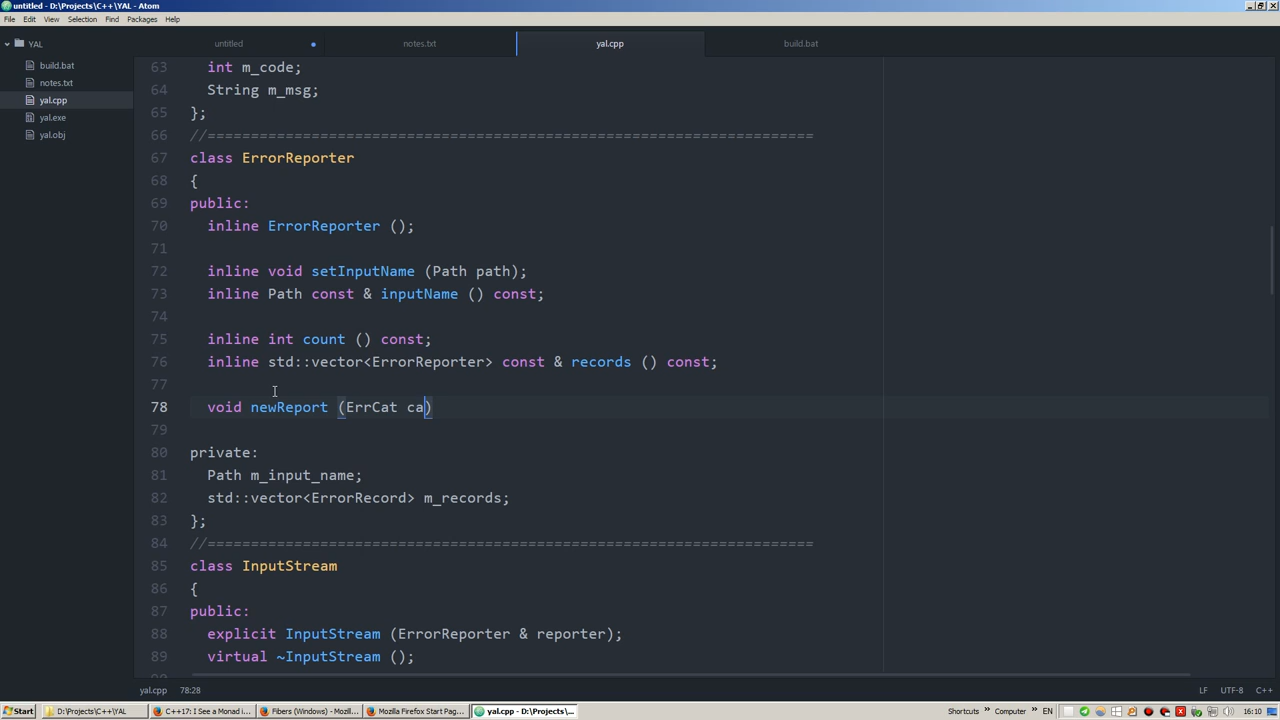 untitled - D:\Projects\C++\YAL - Atom
File Edit View Selection Find Packages Help
YAL
build.bat
notes.txt
yal.cpp
yal.exe
yal.obj
untitled notes.txt yal.cpp build.bat
63 int m_code;
64 String m_msg;
65 };
66 //======================================================================
67 class ErrorReporter
68 {
69 public:
70 inline ErrorReporter ();
71
72 inline void setInputName (Path path);
73 inline Path const & inputName () const;
74
75 inline int count () const;
76 inline std::vector<ErrorReporter> const & records () const;
77
78 void newReport (ErrCat ca)
79
80 private:
81 Path m_input_name;
82 std::vector<ErrorRecord> m_records;
83 };
84 //======================================================================
85 class InputStream
86 {
87 public:
88 explicit InputStream (ErrorReporter & reporter);
89 virtual ~InputStream ();
yal.cpp 78:28 LF UTF-8 C++
Start D:\Projects\C++\YAL C++17: I See a Monad i... Fibers (Windows) - Mozil... Mozilla Firefox Start Pag... yal.cpp - D:\Projects\... Shortcuts » Computer » EN 16:10